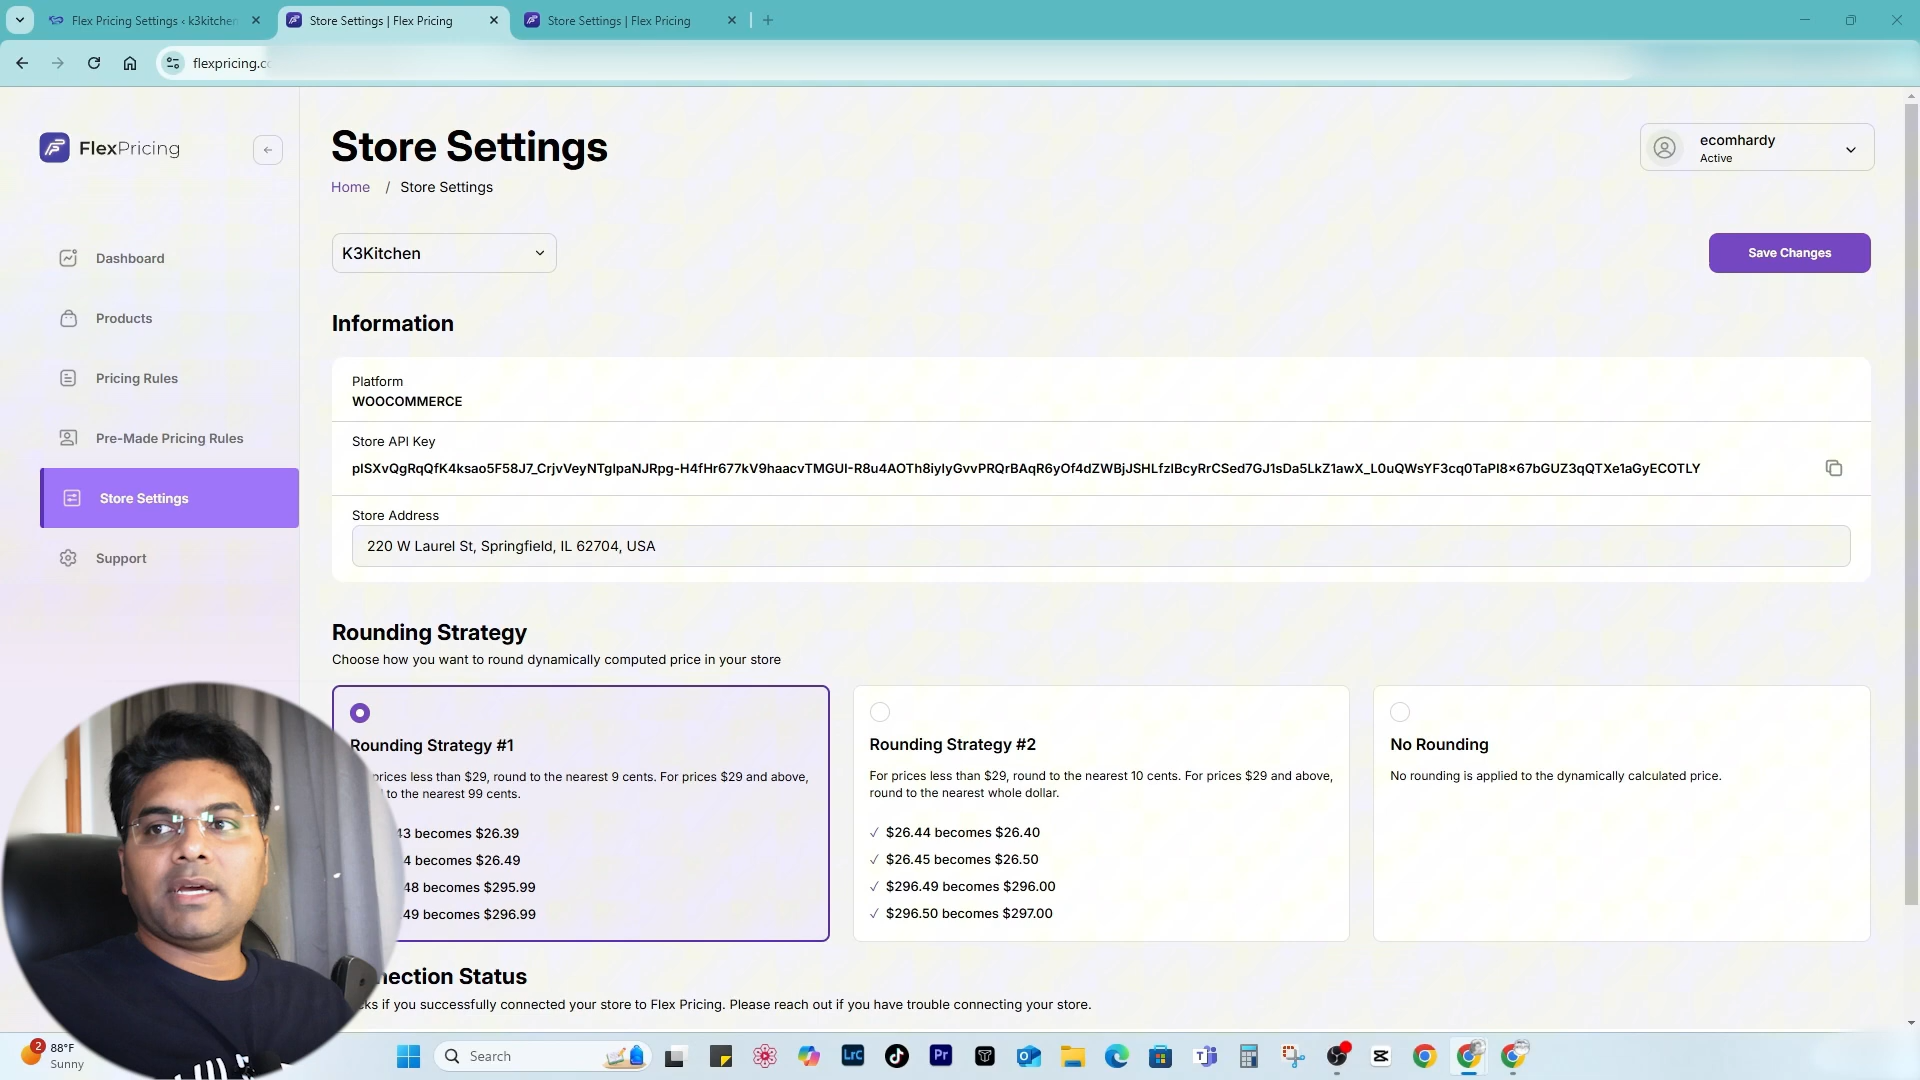 Flex Pricing Settings ‹ k3kitchen
Store Settings | Flex Pricing
Store Settings | Flex Pricing
flexpricing.co
FlexPricing
Dashboard
Products
Pricing Rules
Pre-Made Pricing Rules
Store Settings
Support
Store Settings
Home / Store Settings
ecomhardy
Active
K3Kitchen
Save Changes
Information
Platform
WOOCOMMERCE
Store API Key
Store Address
220 W Laurel St, Springfield, IL 62704, USA
Rounding Strategy
Choose how you want to round dynamically computed price in your store
Rounding Strategy #1
prices less than $29, round to the nearest 9 cents. For prices $29 and above,
to the nearest 99 cents.
43 becomes $26.39
4 becomes $26.49
48 becomes $295.99
49 becomes $296.99
Rounding Strategy #2
For prices less than $29, round to the nearest 10 cents. For prices $29 and above,
round to the nearest whole dollar.
✓ $26.44 becomes $26.40
✓ $26.45 becomes $26.50
✓ $296.49 becomes $296.00
✓ $296.50 becomes $297.00
No Rounding
No rounding is applied to the dynamically calculated price.
nection Status
ks if you successfully connected your store to Flex Pricing. Please reach out if you have trouble connecting your store.
2
88°F
Sunny
Search
LrC
Pr